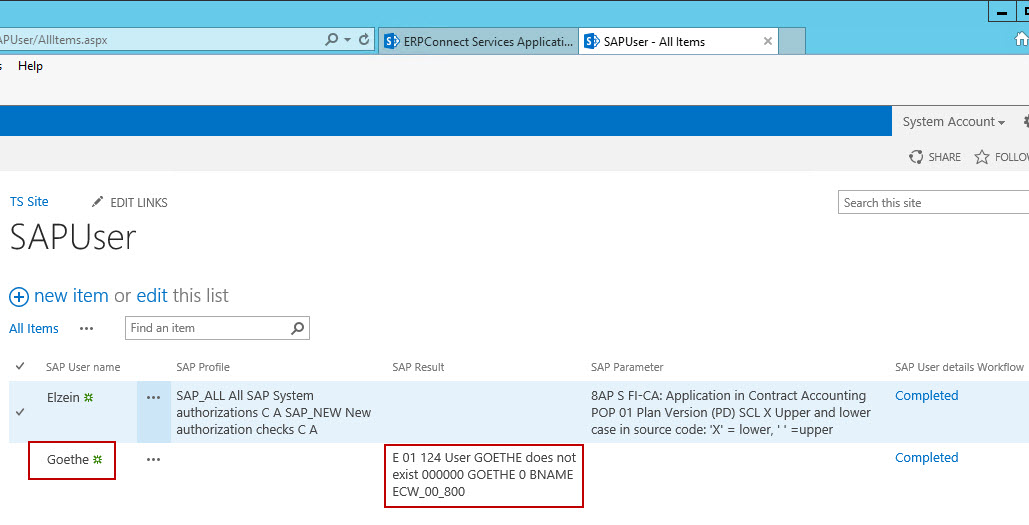 APUser/AllItems.aspx
ERPConnect Services Applicati...
SAPUser - All Items
Help
System Account
SHARE
FOLLOW
TS Site
EDIT LINKS
Search this site
SAPUser
new item or edit this list
All Items
Find an item
SAP User name
SAP Profile
SAP Result
SAP Parameter
SAP User details Workflow
Elzein
SAP_ALL All SAP System
authorizations C A SAP_NEW New
authorization checks C A
8AP S FI-CA: Application in Contract Accounting
POP 01 Plan Version (PD) SCL X Upper and lower
case in source code: 'X' = lower, ' ' =upper
Completed
Goethe
E 01 124 User GOETHE does not
exist 000000 GOETHE 0 BNAME
ECW_00_800
Completed